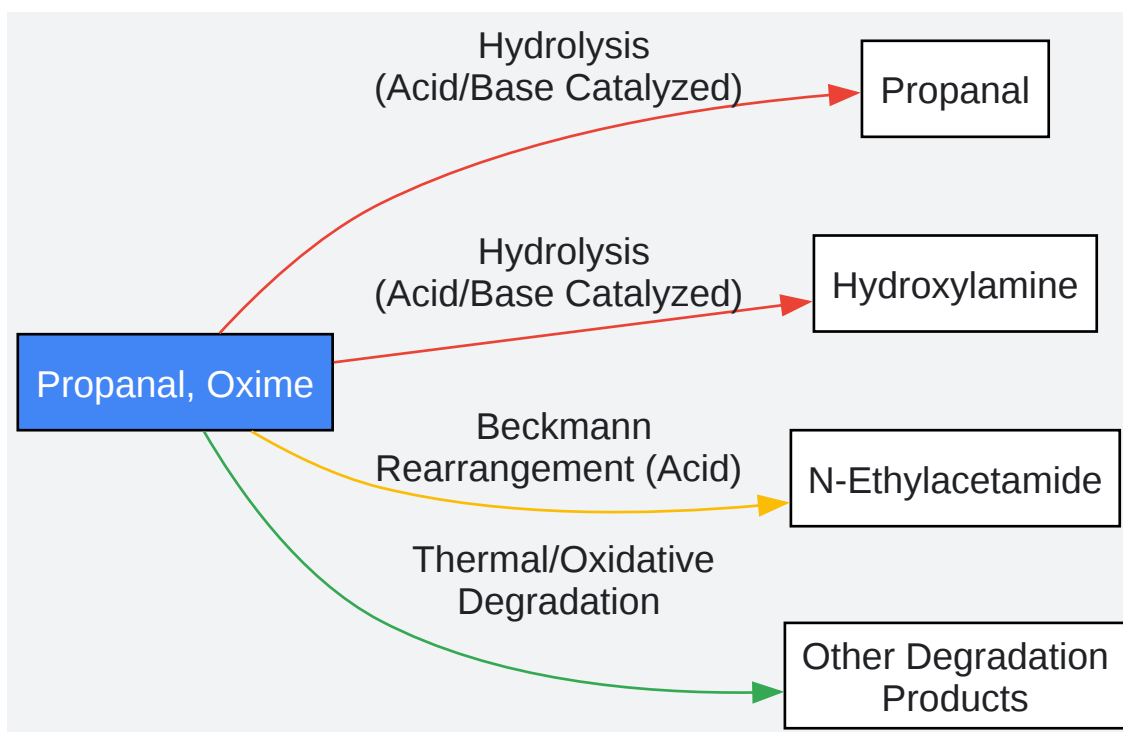 Hydrolysis
(Acid/Base Catalyzed)
Propanal
Hydrolysis
(Acid/Base Catalyzed)
Hydroxylamine
Propanal, Oxime
Beckmann
Rearrangement (Acid)
N-Ethylacetamide
Thermal/Oxidative
Degradation
Other Degradation
Products